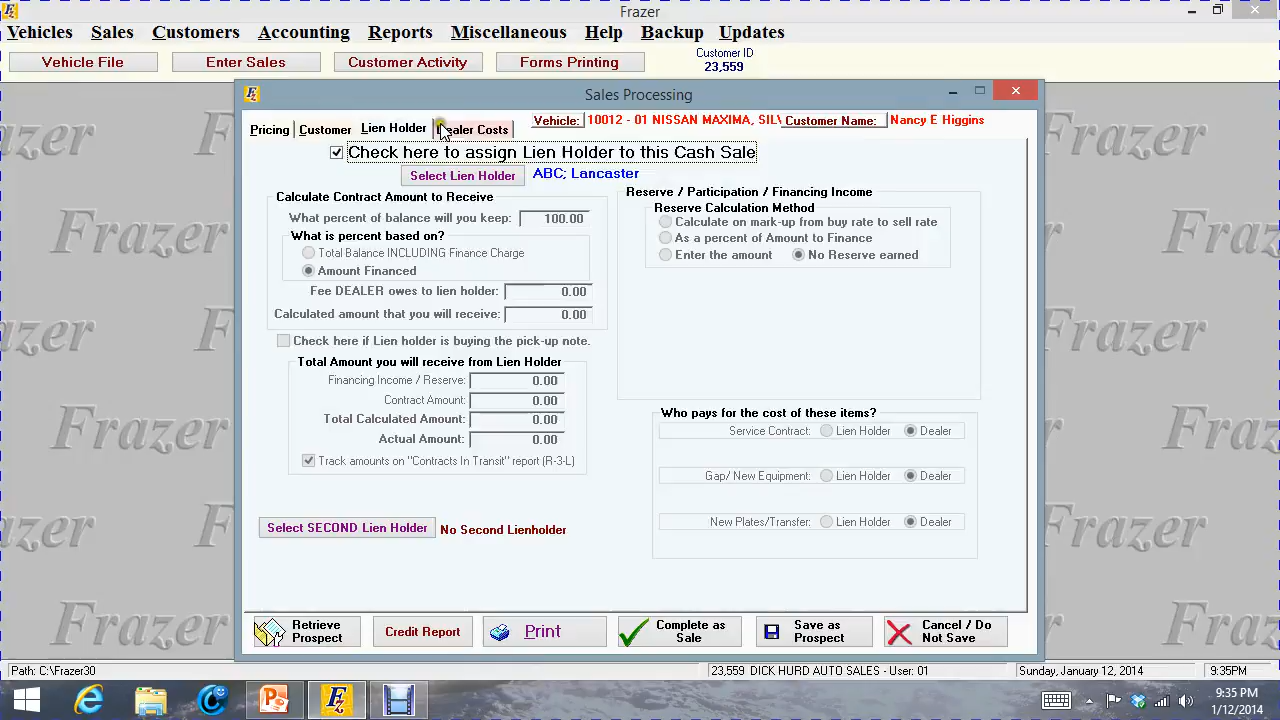 Frazer
Vehicles Sales Customers Accounting Reports Miscellaneous Help Backup Updates
Vehicle File Enter Sales Customer Activity Forms Printing
Customer ID
23,559
Sales Processing
Pricing Customer Lien Holder Dealer Costs Vehicle: 10012 - 01 NISSAN MAXIMA, SIL Customer Name: Nancy E Higgins
Check here to assign Lien Holder to this Cash Sale
Select Lien Holder ABC; Lancaster
Calculate Contract Amount to Receive
What percent of balance will you keep: 100.00
What is percent based on?
Total Balance INCLUDING Finance Charge
Amount Financed
Fee DEALER owes to lien holder: 0.00
Calculated amount that you will receive: 0.00
Check here if Lien holder is buying the pick-up note.
Total Amount you will receive from Lien Holder
Financing Income / Reserve: 0.00
Contract Amount: 0.00
Total Calculated Amount: 0.00
Actual Amount: 0.00
Track amounts on "Contracts In Transit" report (R-3-L)
Select SECOND Lien Holder No Second Lienholder
Reserve / Participation / Financing Income
Reserve Calculation Method
Calculate on mark-up from buy rate to sell rate
As a percent of Amount to Finance
Enter the amount No Reserve earned
Who pays for the cost of these items?
Service Contract: Lien Holder Dealer
Gap/ New Equipment: Lien Holder Dealer
New Plates/Transfer: Lien Holder Dealer
Retrieve Prospect
Credit Report
Print
Complete as Sale
Save as Prospect
Cancel / Do Not Save
Path: C:\Frazer30 23,559 DICK HURD AUTO SALES - User: 01 Sunday, January 12, 2014 9:35PM
9:35 PM
1/12/2014